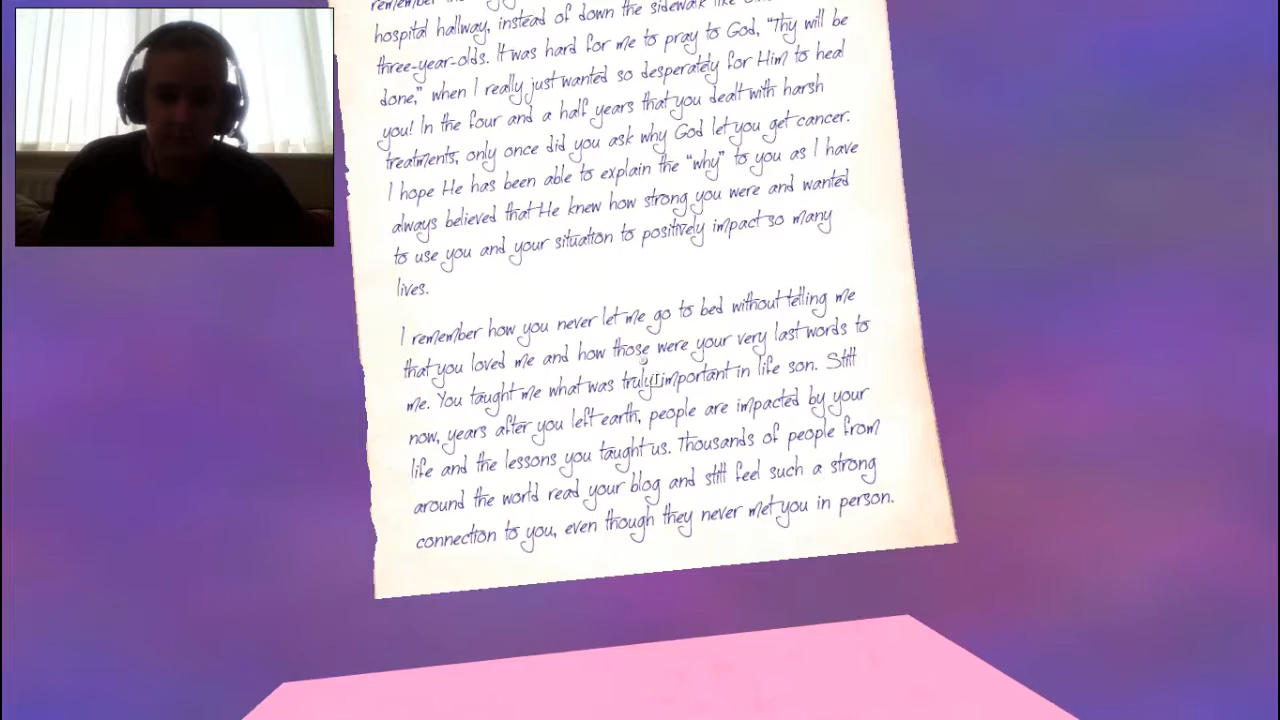 remember
hospital hallway, instead of down the sidewalk like
three-year-olds. It was hard for me to pray to God, "Thy will be
done," when I really just wanted so desperately for Him to heal
you! In the four and a half years that you dealt with harsh
treatments, only once did you ask why God let you get cancer.
I hope He has been able to explain the "why" to you as I have
always believed that He knew how strong you were and wanted
to use you and your situation to positively impact so many
lives.
I remember how you never let me go to bed without telling me
that you loved me and how those were your very last words to
me. You taught me what was truly important in life son. Still
now, years after you left earth, people are impacted by your
life and the lessons you taught us. Thousands of people from
around the world read your blog and still feel such a strong
connection to you, even though they never met you in person.